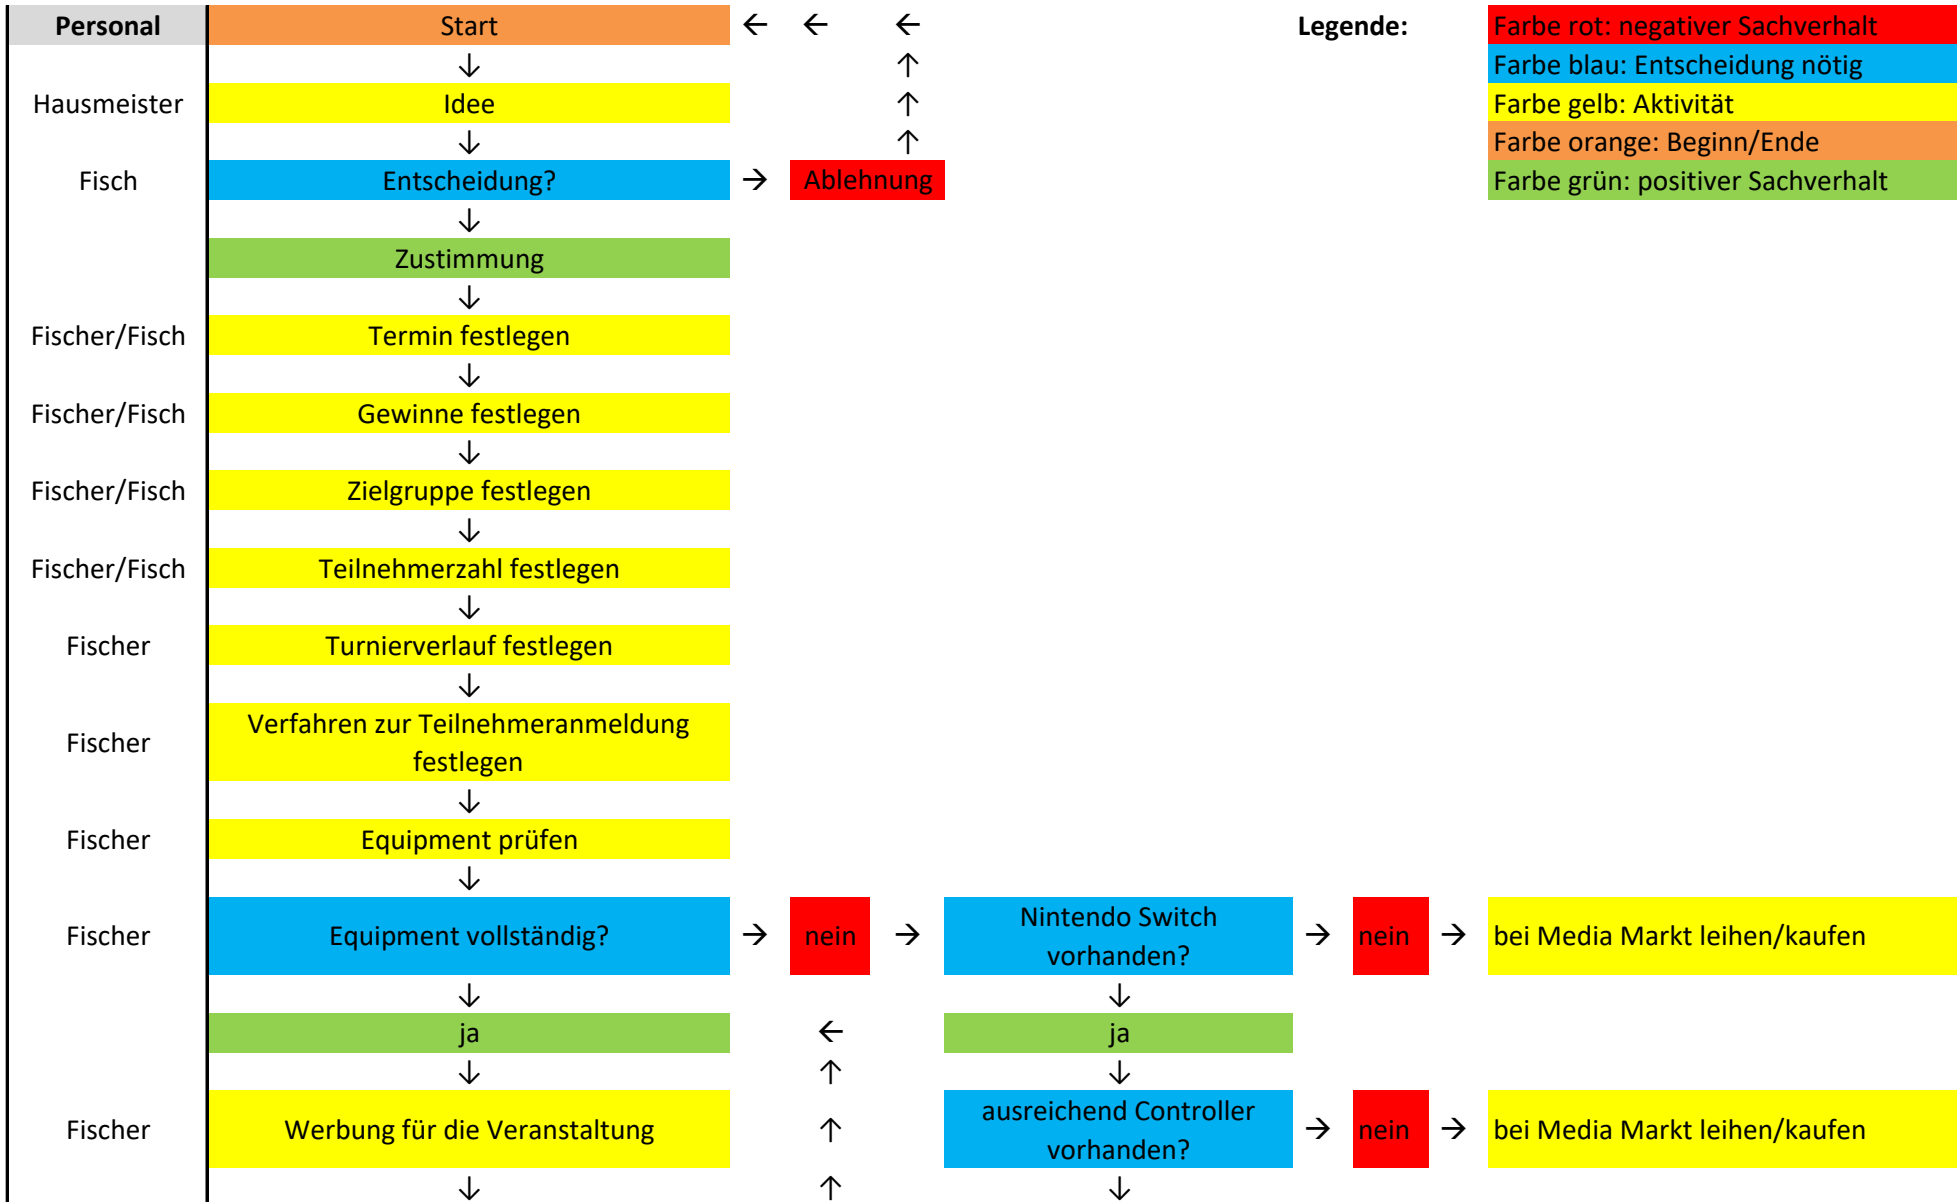 Personal Start ← ← ← Legende: Farbe rot: negativer Sachverhalt
↓ ↑ Farbe blau: Entscheidung nötig
Hausmeister Idee ↑ Farbe gelb: Aktivität
↓ ↑ Farbe orange: Beginn/Ende
Fisch Entscheidung? → Ablehnung Farbe grün: positiver Sachverhalt
↓
Zustimmung
↓
Fischer/Fisch Termin festlegen
↓
Fischer/Fisch Gewinne festlegen
↓
Fischer/Fisch Zielgruppe festlegen
↓
Fischer/Fisch Teilnehmerzahl festlegen
↓
Fischer Turnierverlauf festlegen
↓
Fischer Verfahren zur Teilnehmeranmeldung
festlegen
↓
Fischer Equipment prüfen
↓
Fischer Equipment vollständig? → nein → Nintendo Switch
vorhanden? → nein → bei Media Markt leihen/kaufen
↓ ↓
ja ← ja
↓ ↑ ↓
Fischer Werbung für die Veranstaltung ↑ ausreichend Controller
vorhanden? → nein → bei Media Markt leihen/kaufen
↓ ↑ ↓